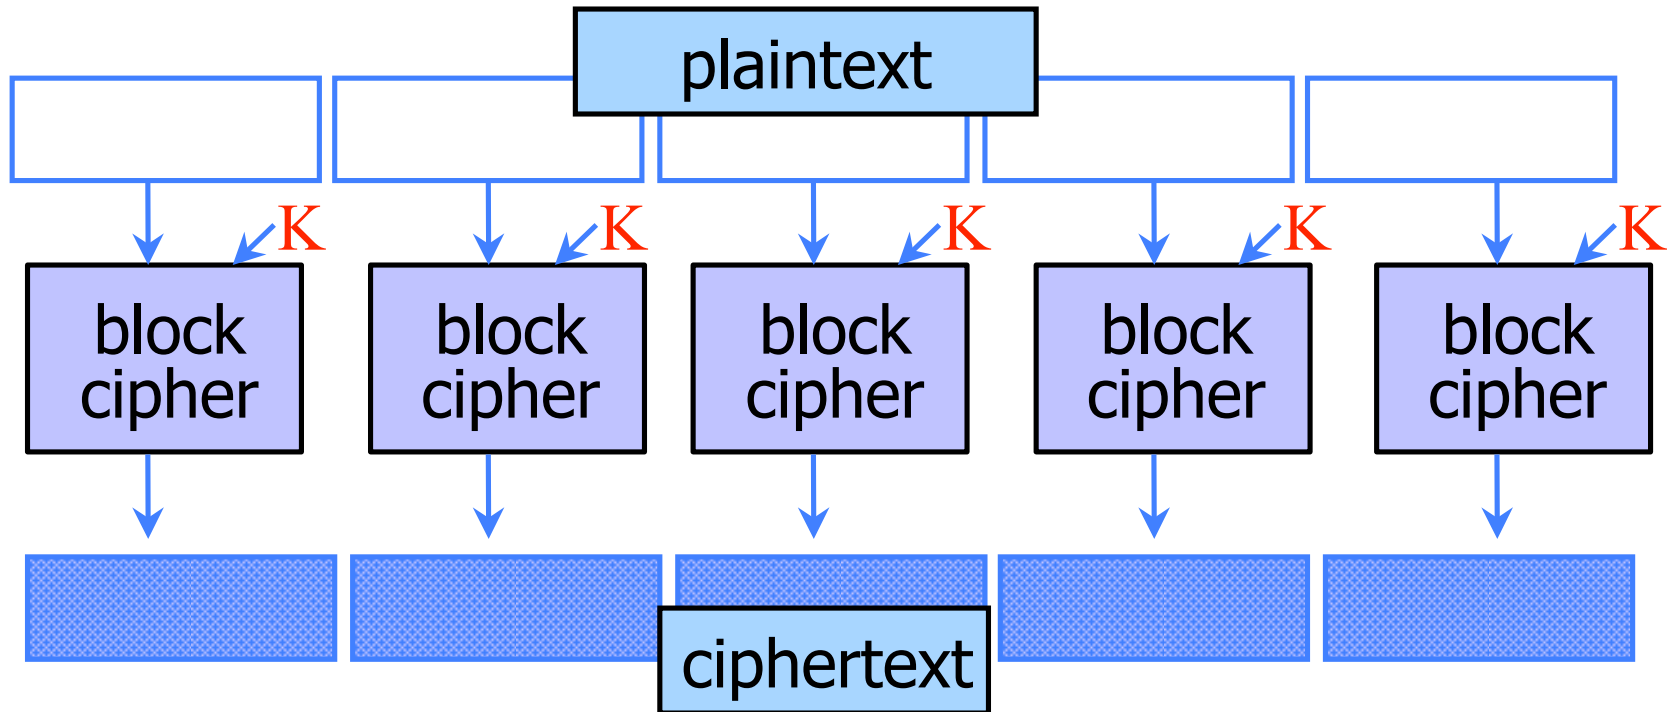 plaintext
K
K
K
K
K
block
cipher
block
cipher
block
cipher
block
cipher
block
cipher
ciphertext